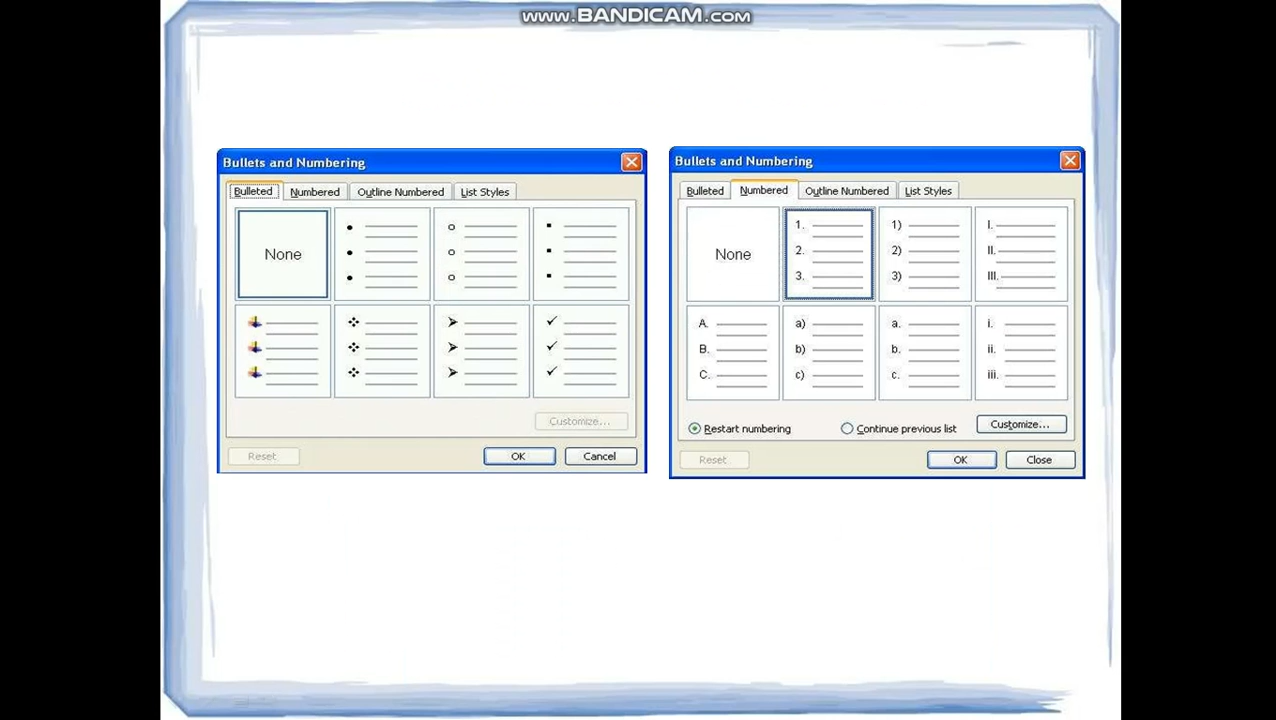 www.BANDICAM.com
Bullets and Numbering
Bulleted Numbered Outline Numbered List Styles
None
Customize...
Reset OK Cancel
Bullets and Numbering
Bulleted Numbered Outline Numbered List Styles
None 1. 1) I.
2. 2) II.
3. 3) III.
A. a) a. i.
B. b) b. ii.
C. c) c. iii.
Restart numbering Continue previous list Customize...
Reset OK Close